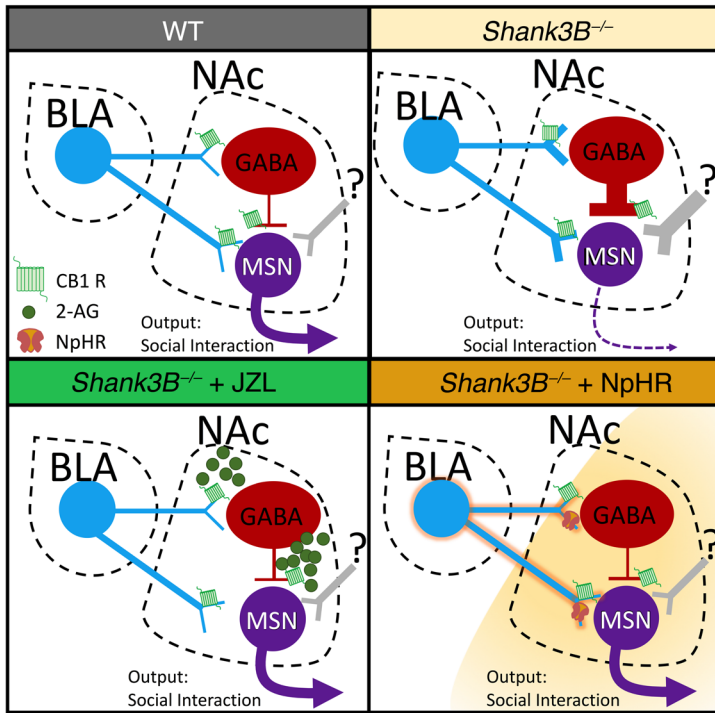 WT
BLA
NAc
GABA
?
MSN
CB1 R
2-AG
NpHR
Output:
Social Interaction
Shank3B⁻/⁻
BLA
NAc
GABA
?
MSN
Output:
Social Interaction
Shank3B⁻/⁻ + JZL
BLA
NAc
GABA
?
MSN
Output:
Social Interaction
Shank3B⁻/⁻ + NpHR
BLA
NAc
GABA
?
MSN
Output:
Social Interaction